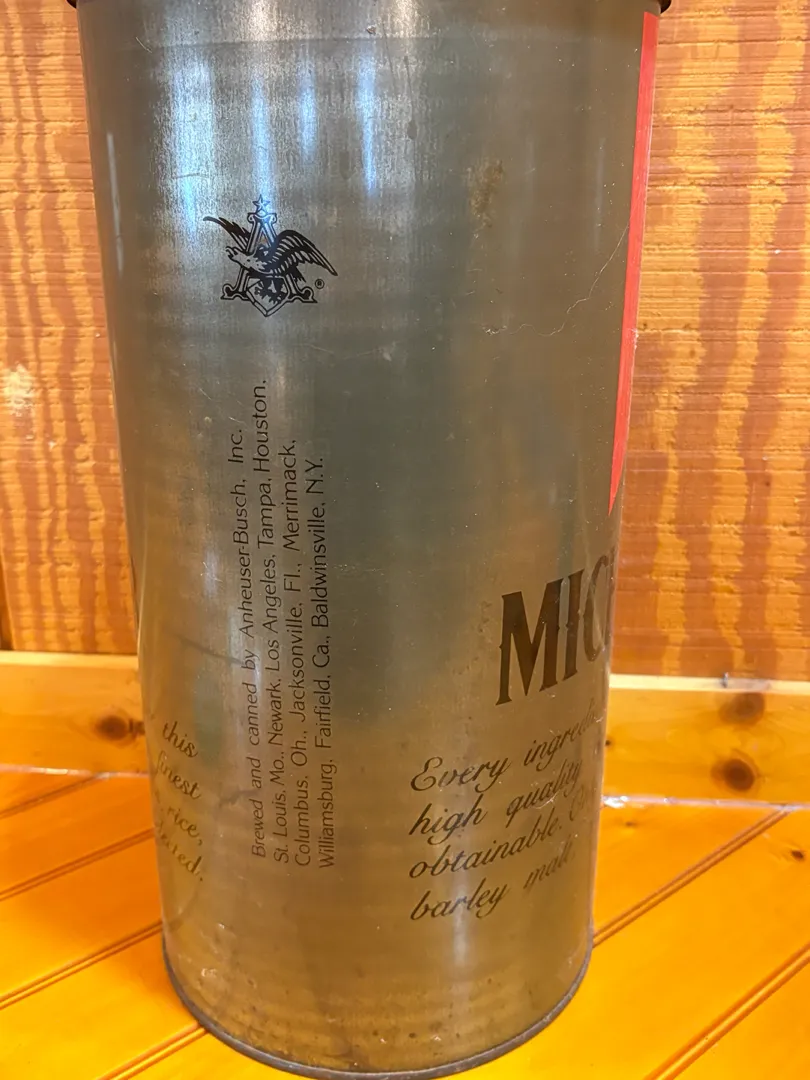 ®
Brewed and canned by Anheuser-Busch, Inc.
St. Louis, Mo., Newark, Los Angeles, Tampa, Houston,
Columbus, Oh., Jacksonville, Fl., Merrimack,
Williamsburg, Fairfield, Ca., Baldwinsville, N.Y.
this
finest
rice,
MIC
Every
high quality
obtainable.
barley malt,